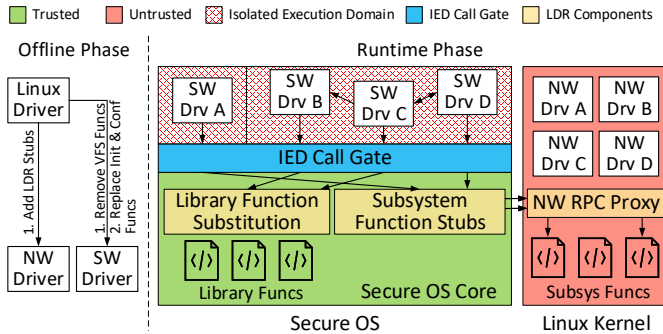 Trusted
Untrusted
Isolated Execution Domain
IED Call Gate
LDR Components
Offline Phase
Runtime Phase
Linux
Driver
1. Add LDR Stubs
1. Remove VFS Funcs
2. Replace Init & Conf
Funcs
NW
Driver
SW
Driver
SW
Drv A
SW
Drv B
SW
Drv C
SW
Drv D
IED Call Gate
Library Function
Substitution
Subsystem
Function Stubs
</>
</>
</>
Library Funcs
Secure OS Core
Secure OS
NW
Drv A
NW
Drv B
NW
Drv C
NW
Drv D
NW RPC Proxy
</>
</>
</>
Subsys Funcs
Linux Kernel